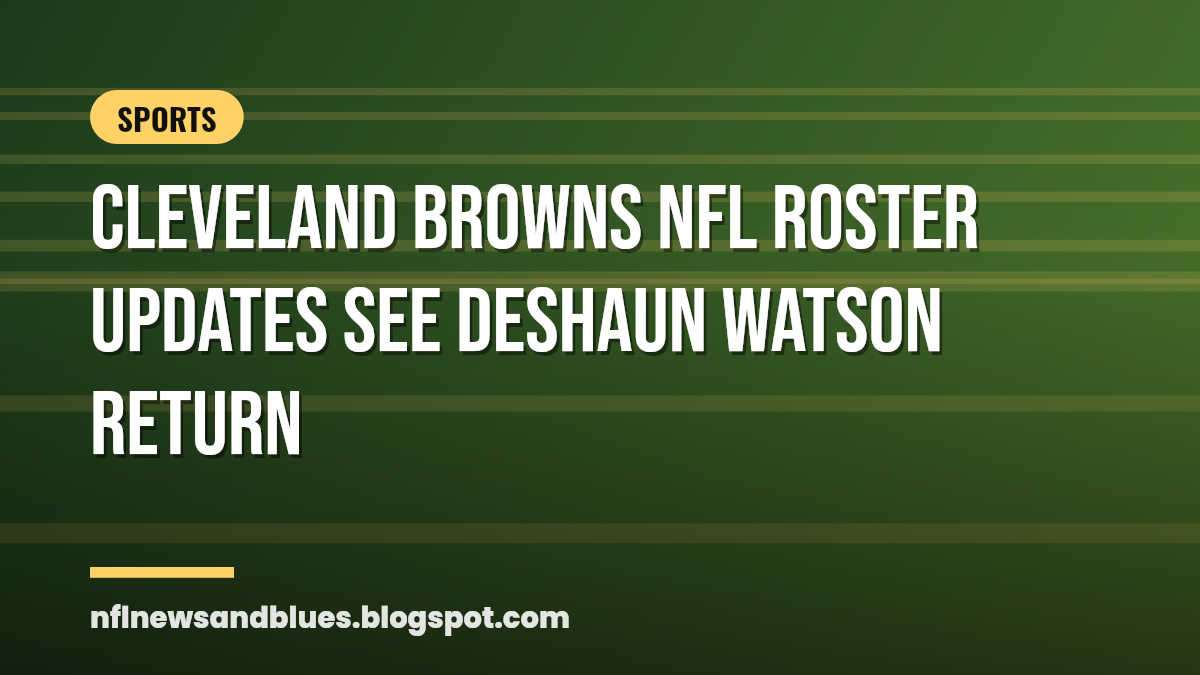 SPORTS
CLEVELAND BROWNS NFL ROSTER
UPDATES SEE DESHAUN WATSON
RETURN
nflnewsandblues.blogspot.com